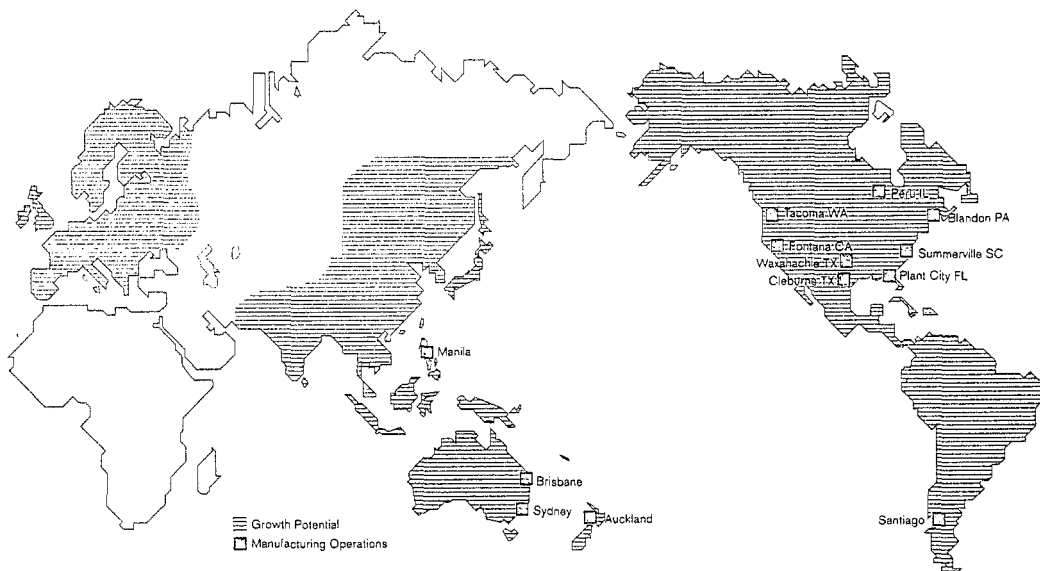 Peru IL
Tacoma WA
Blandon PA
Fontana CA
Summerville SC
Waxahachie TX
Cleburne TX
Plant City FL
Manila
Brisbane
Sydney
Auckland
Santiago
Growth Potential
Manufacturing Operations